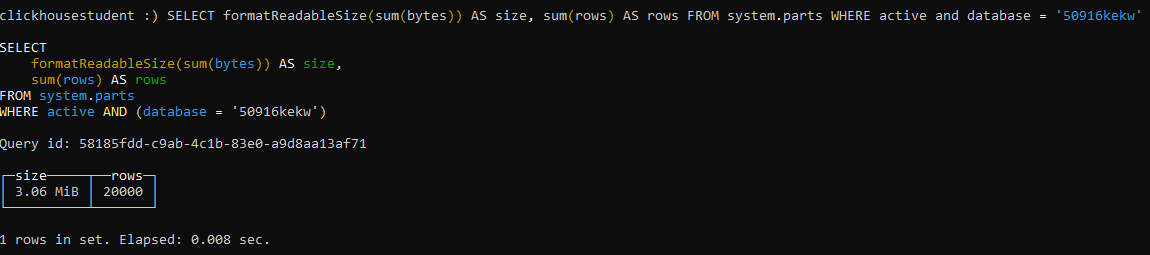 clickhousestudent :) SELECT formatReadableSize(sum(bytes)) AS size, sum(rows) AS rows FROM system.parts WHERE active and database = '50916kekw'
SELECT
    formatReadableSize(sum(bytes)) AS size,
    sum(rows) AS rows
FROM system.parts
WHERE active AND (database = '50916kekw')
Query id: 58185fdd-c9ab-4c1b-83e0-a9d8aa13af71
┌─size─────┬──rows─┐
│ 3.06 MiB │ 20000 │
└──────────┴───────┘
1 rows in set. Elapsed: 0.008 sec.